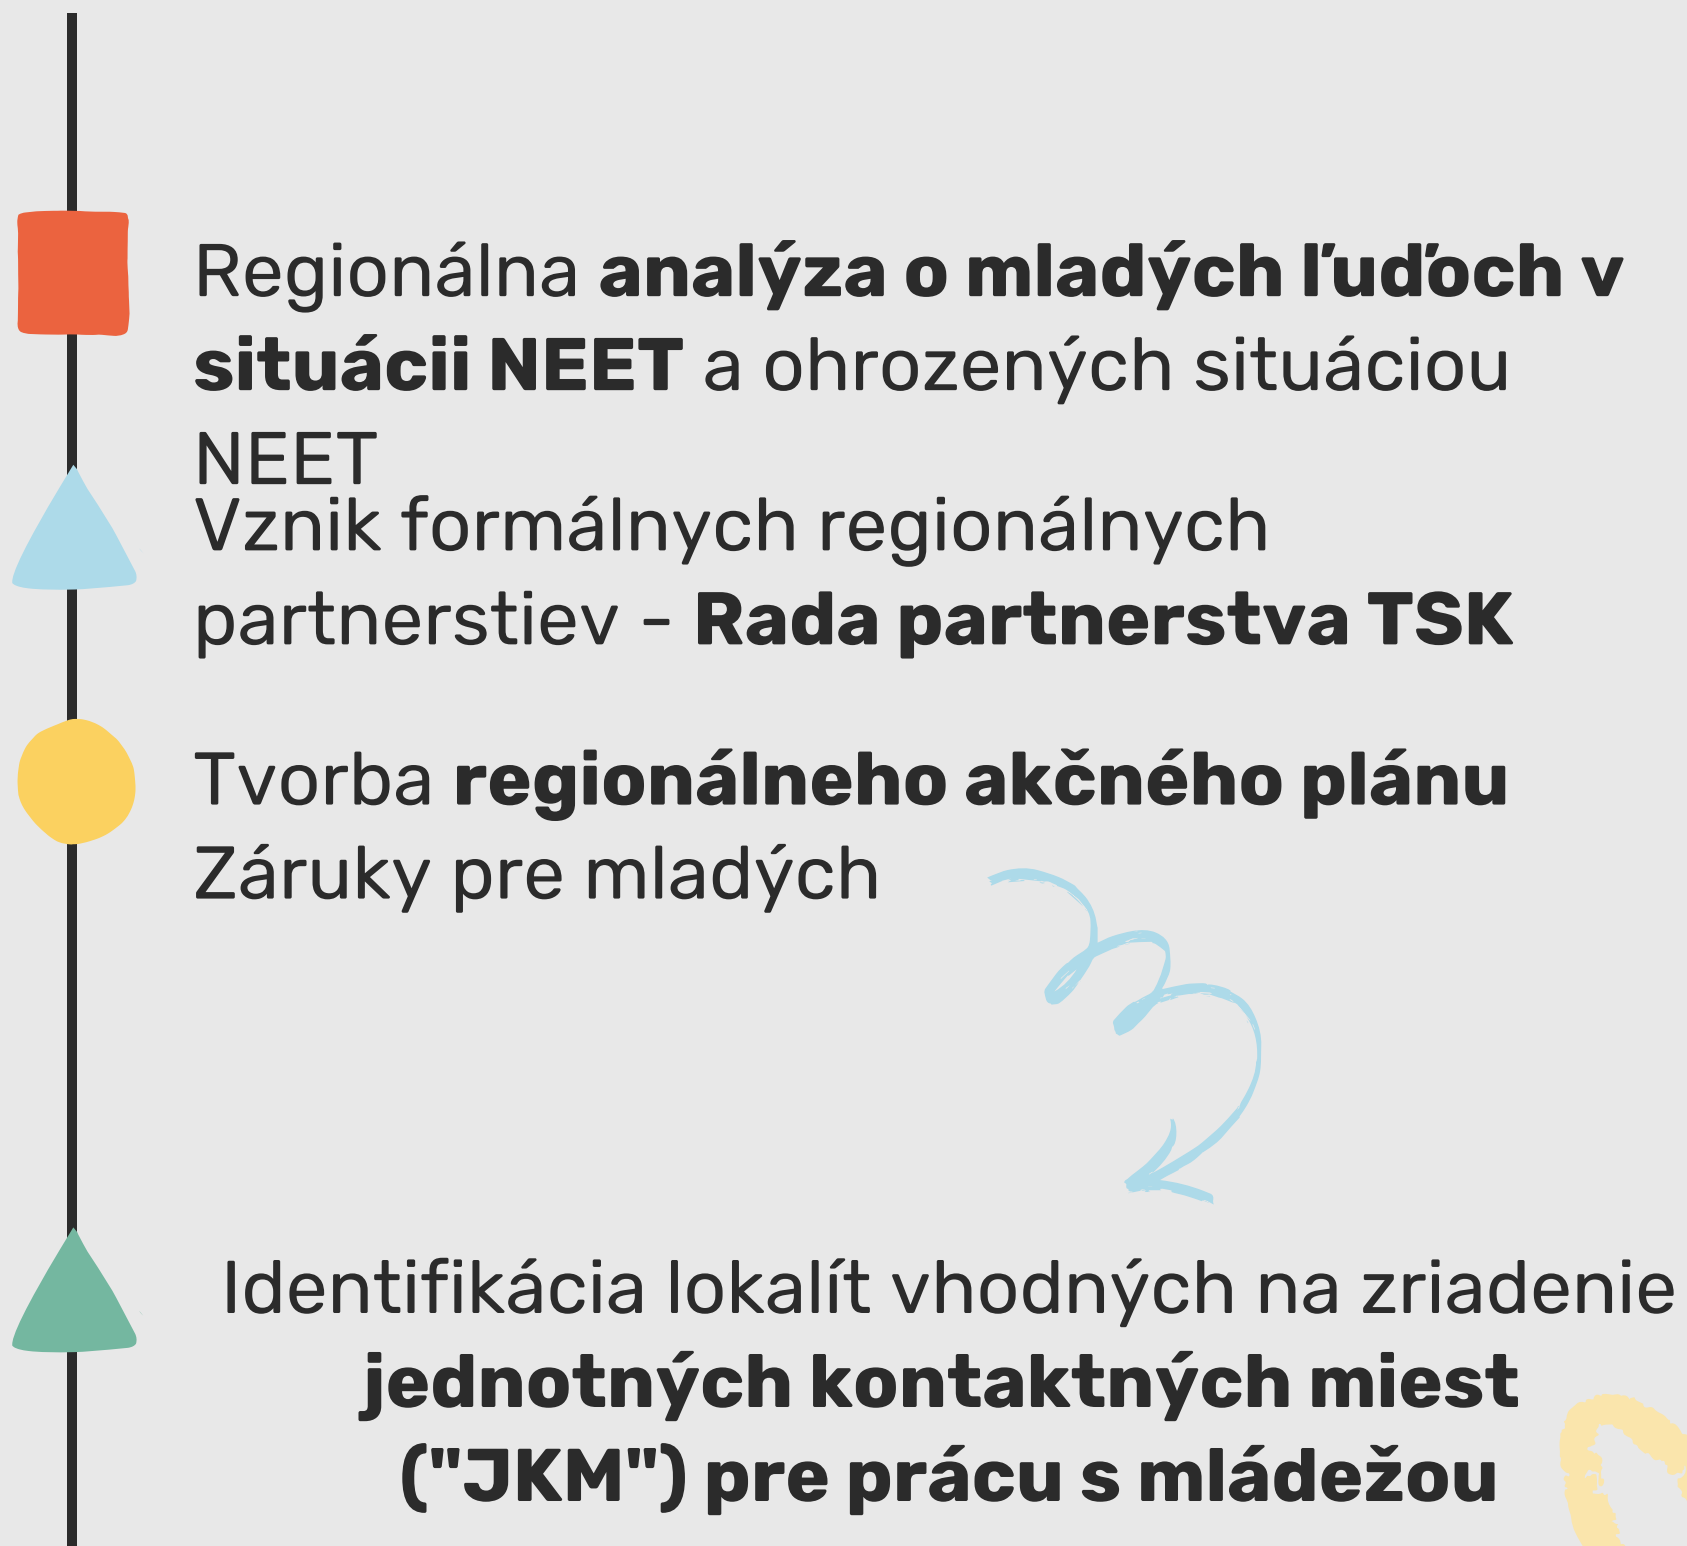 Regionálna analýza o mladých ľuďoch v
situácii NEET a ohrozených situáciou
NEET
Vznik formálnych regionálnych
partnerstiev - Rada partnerstva TSK
Tvorba regionálneho akčného plánu
Záruky pre mladých
Identifikácia lokalít vhodných na zriadenie
jednotných kontaktných miest
("JKM") pre prácu s mládežou